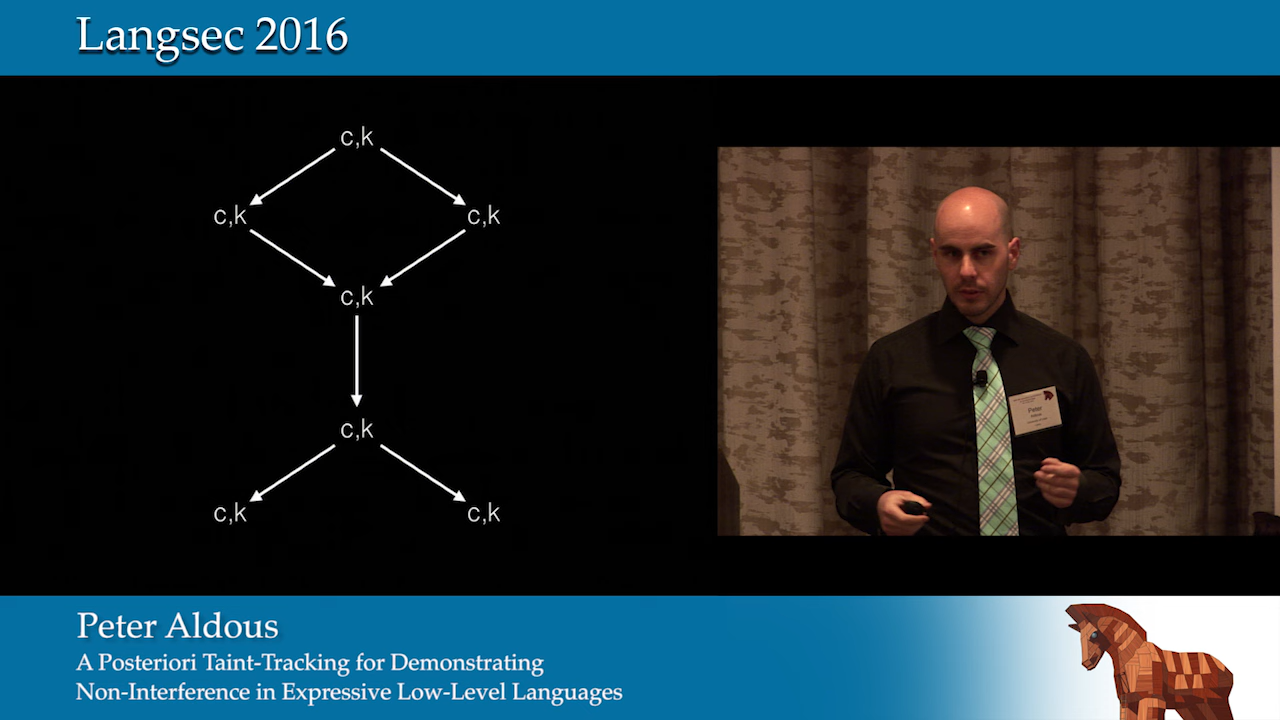 Langsec 2016
c,k
c,k c,k
c,k
c,k
c,k c,k
Peter
Peter Aldous
A Posteriori Taint-Tracking for Demonstrating
Non-Interference in Expressive Low-Level Languages